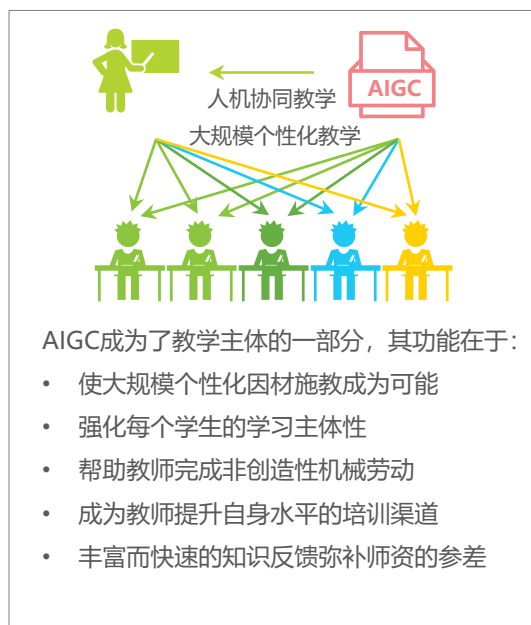 AIGC
人机协同教学
大规模个性化教学
AIGC成为了教学主体的一部分，其功能在于：
• 使大规模个性化因材施教成为可能
• 强化每个学生的学习主体性
• 帮助教师完成非创造性机械劳动
• 成为教师提升自身水平的培训渠道
• 丰富而快速的知识反馈弥补师资的参差